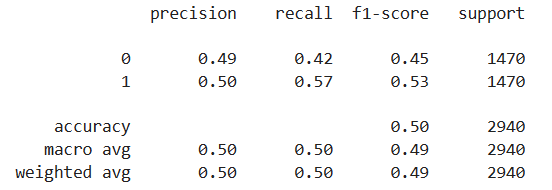 precision recall f1-score support
0 0.49 0.42 0.45 1470
1 0.50 0.57 0.53 1470
accuracy 0.50 2940
macro avg 0.50 0.50 0.49 2940
weighted avg 0.50 0.50 0.49 2940